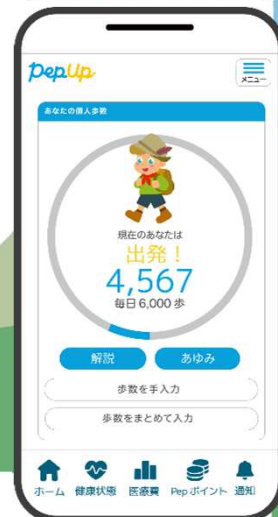 PepUp
メニュー
あなたの個人歩数
現在のあなたは
出発！
4,567
毎日6,000 歩
解説
あゆみ
歩数を手入力
歩数をまとめて入力
ホーム
健康状態
医療費
Pep ポイント
通知